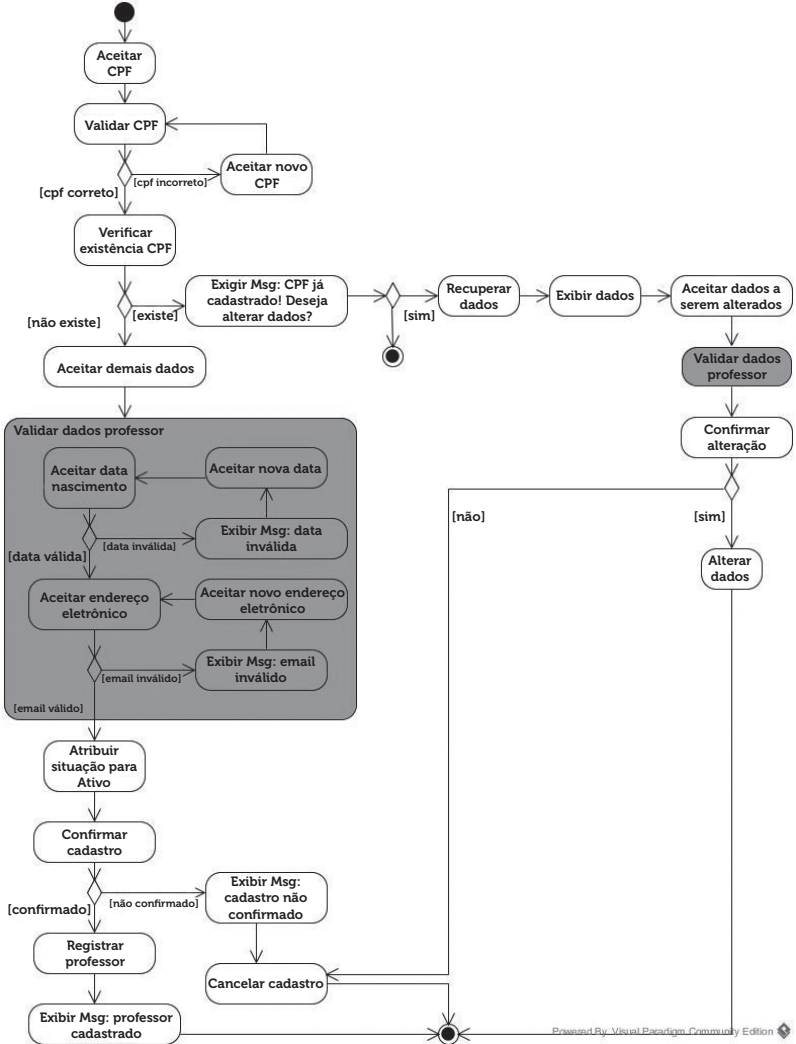 Aceitar
CPF
Validar CPF
[cpf incorreto]
Aceitar novo
CPF
[cpf correto]
Verificar
existência CPF
[não existe]
[existe]
Exigir Msg: CPF já
cadastrado! Deseja
alterar dados?
[sim]
Recuperar
dados
Exibir dados
Aceitar dados a
serem alterados
Validar dados
professor
Confirmar
alteração
[não]
[sim]
Alterar
dados
Aceitar demais dados
Validar dados professor
Aceitar data
nascimento
Aceitar nova data
[data inválida]
Exibir Msg: data
inválida
[data válida]
Aceitar endereço
eletrônico
Aceitar novo endereço
eletrônico
[email inválido]
Exibir Msg: email
inválido
[email válido]
Atribuir
situação para
Ativo
Confirmar
cadastro
[confirmado]
[não confirmado]
Exibir Msg:
cadastro não
confirmado
Registrar
professor
Cancelar cadastro
Exibir Msg: professor
cadastrado
Powered By Visual Paradigm Community Edition